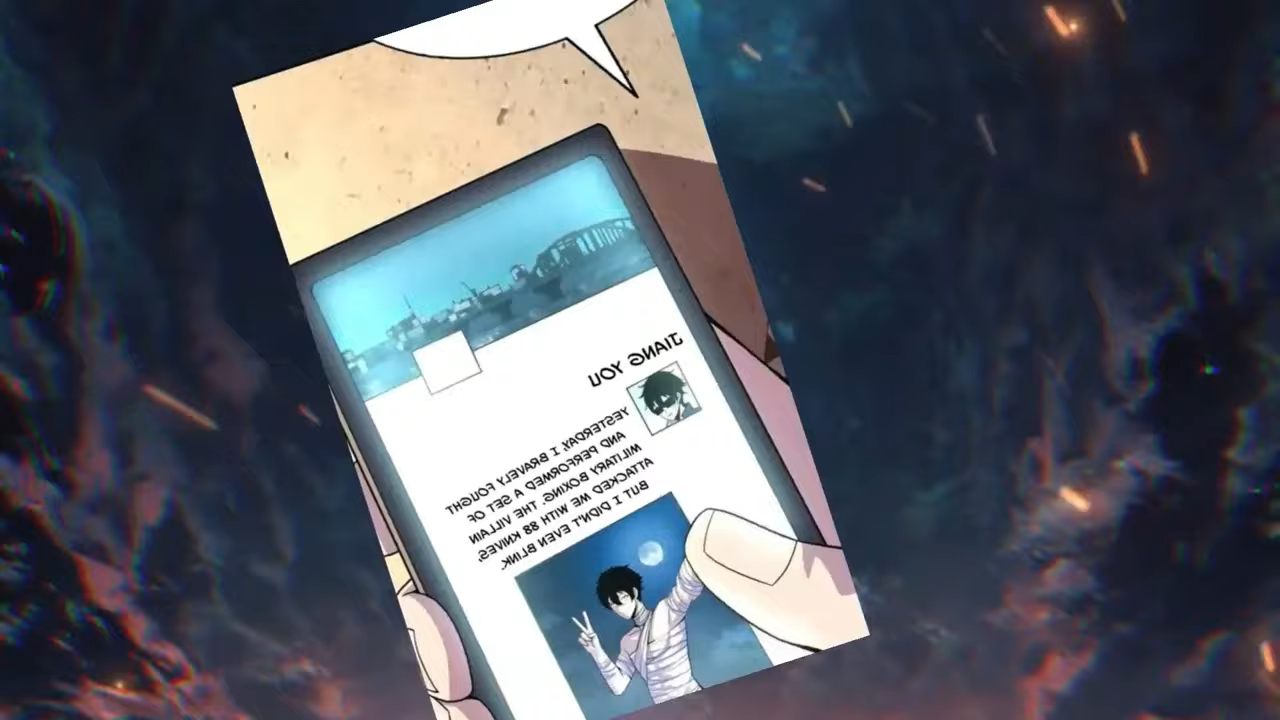 JIANG YOU
YESTERDAY, I BRAVELY FOUGHT
AND PERFORMED A SET OF
MILITARY BOXING. THE VILLAIN
ATTACKED ME WITH 88 KNIVES,
BUT I DIDN'T EVEN BLINK.